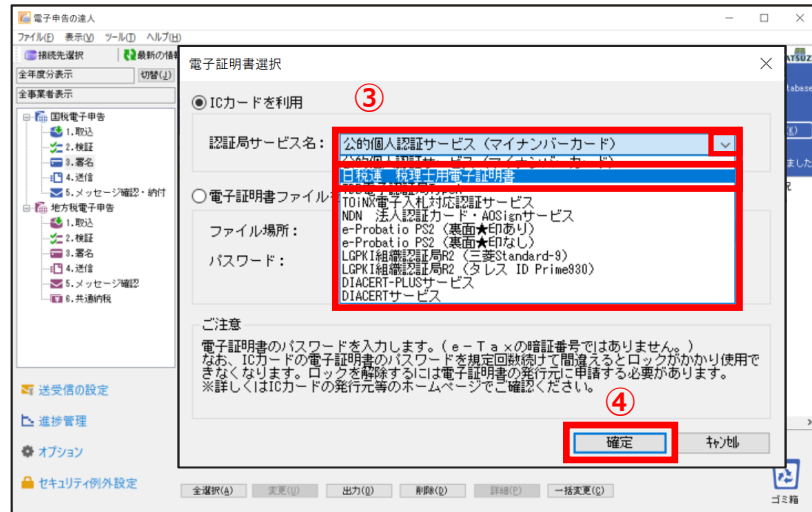 電子申告の達人
ファイル(F) 表示(V) ツール(T) ヘルプ(H)
接続先選択 最新の情
全年度分表示 切替(J)
全事業者表示
国税電子申告
1.取込
2.検証
3.署名
4.送信
5.メッセージ確認・納付
地方税電子申告
1.取込
2.検証
3.署名
4.送信
5.メッセージ確認
6.共通納税
送受信の設定
進捗管理
オプション
セキュリティ例外設定
電子証明書選択
③
ICカードを利用
認証局サービス名: 公的個人認証サービス (マイナンバーカード)
公的個人認証サービス (マイナンバーカード)
日税連 税理士用電子証明書
電子証明書ファイル
TOiNX電子入札対応認証サービス
NDN 法人認証カード・AOSignサービス
ファイル場所:
e-Probatio PS2 (裏面★印あり)
e-Probatio PS2 (裏面★印なし)
パスワード:
LGPKI組織認証局R2 (三菱Standard-9)
LGPKI組織認証局R2 (タレス ID Prime930)
DIACERT-PLUSサービス
DIACERTサービス
ご注意
電子証明書のパスワードを入力します。(e-Taxの暗証番号ではありません。)
なお、ICカードの電子証明書のパスワードを規定回数続けて間違えるとロックがかかり使用で
きなくなります。ロックを解除するには電子証明書の発行元に申請する必要があります。
※詳しくはICカードの発行元等のホームページでご確認ください。
④
確定 キャンセル
全選択(A) 変更(U) 出力(O) 削除(D) 詳細(P) 一括変更(C)
ATSUZ
tabase
(X)
ました
ゴミ箱